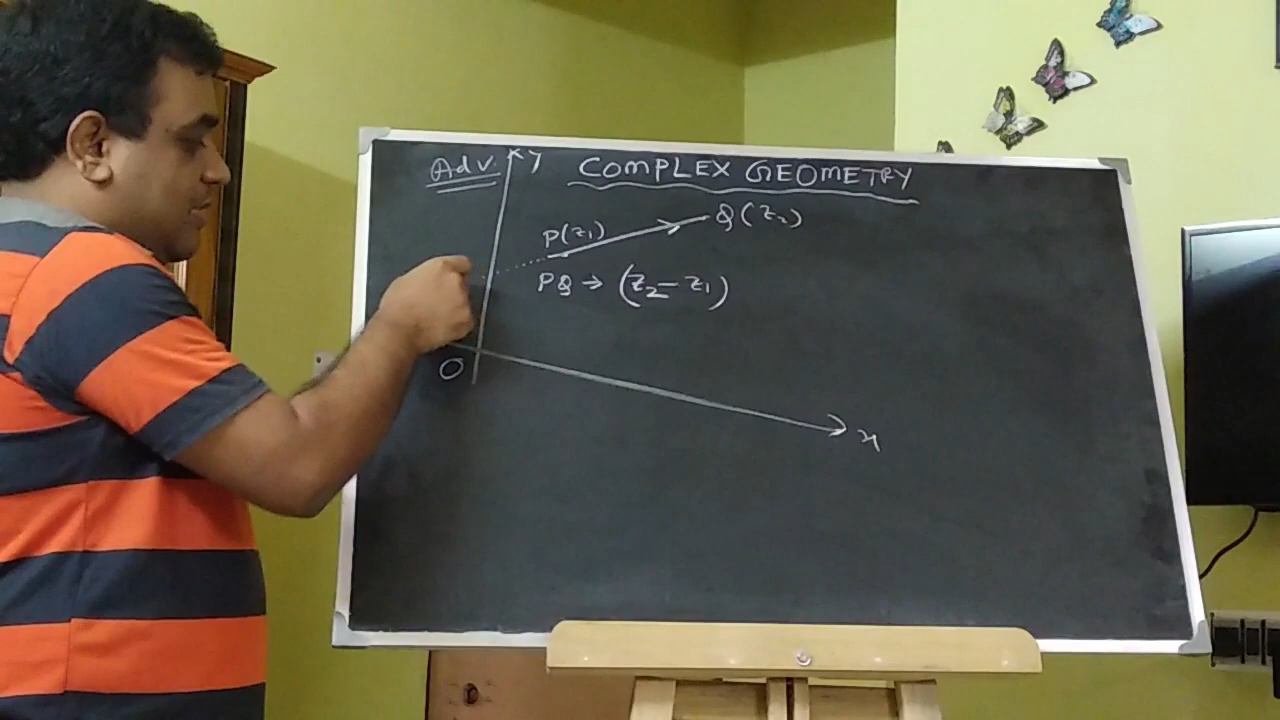 Adv.
COMPLEX GEOMETRY
y
P(z₁)
Q(z₂)
PQ → (z₂ - z₁)
O
x